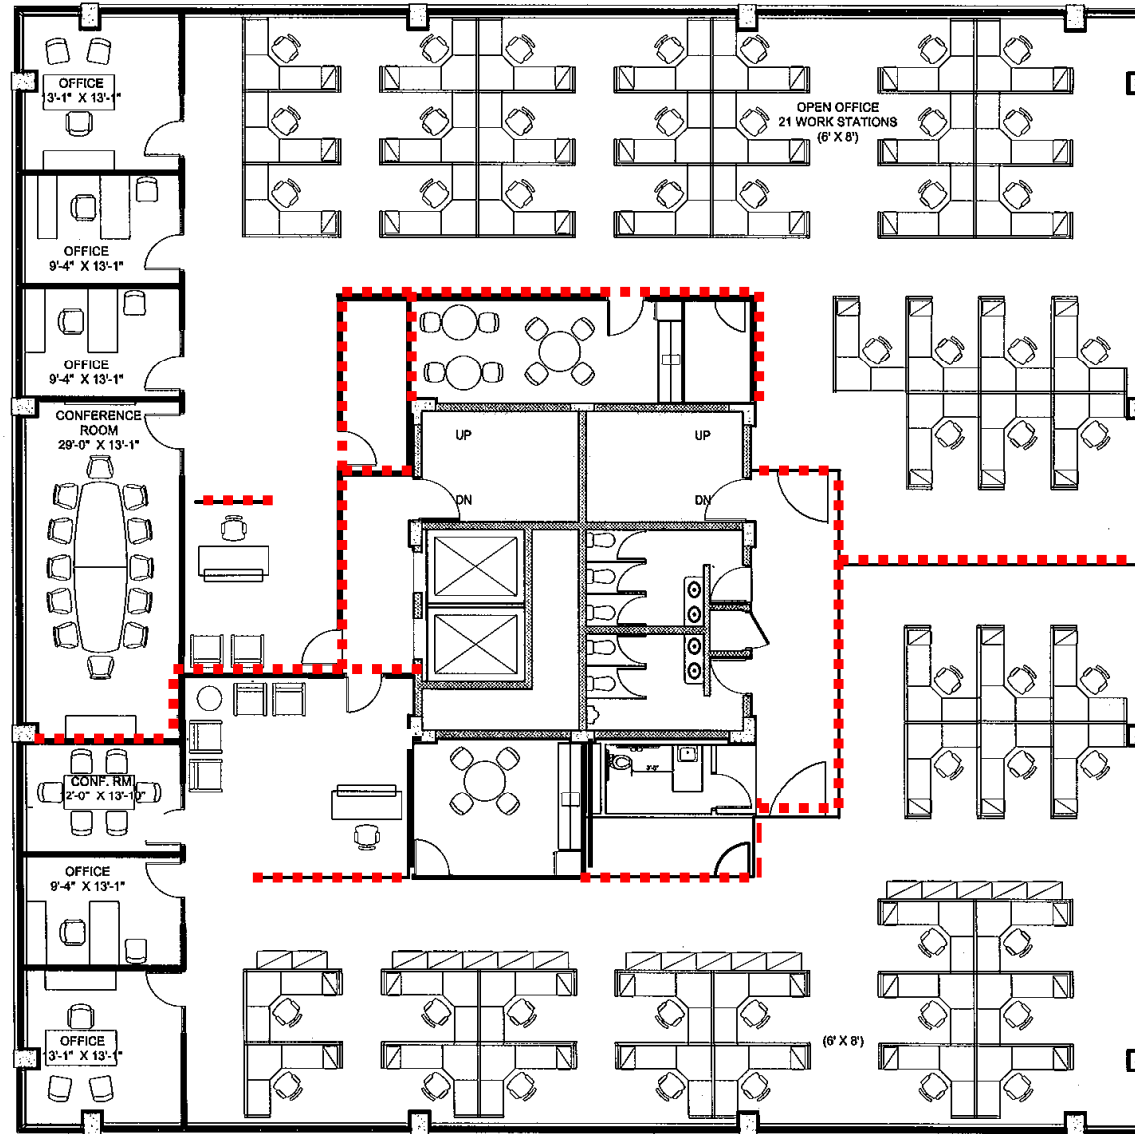 OFFICE
13'-1" X 13'-1"
OPEN OFFICE
21 WORK STATIONS
(6' X 8')
OFFICE
9'-4" X 13'-1"
OFFICE
9'-4" X 13'-1"
CONFERENCE
ROOM
29'-0" X 13'-1"
UP
UP
DN
DN
CONF. RM
12'-0" X 13'-10"
3'-0"
OFFICE
9'-4" X 13'-1"
OFFICE
13'-1" X 13'-1"
(6' X 8')